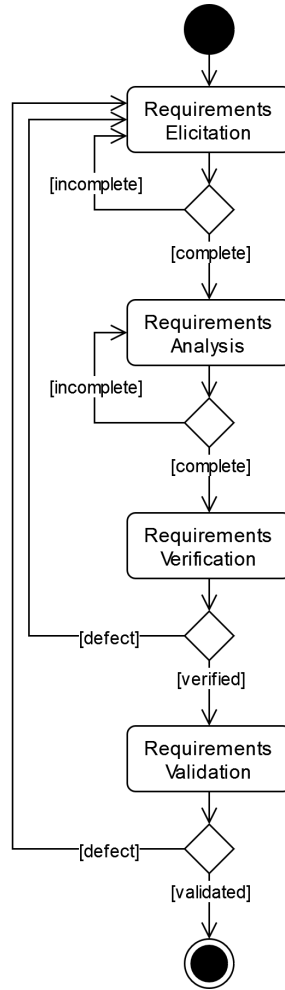 Requirements
Elicitation
[incomplete]
[complete]
Requirements
Analysis
[incomplete]
[complete]
Requirements
Verification
[defect]
[verified]
Requirements
Validation
[defect]
[validated]